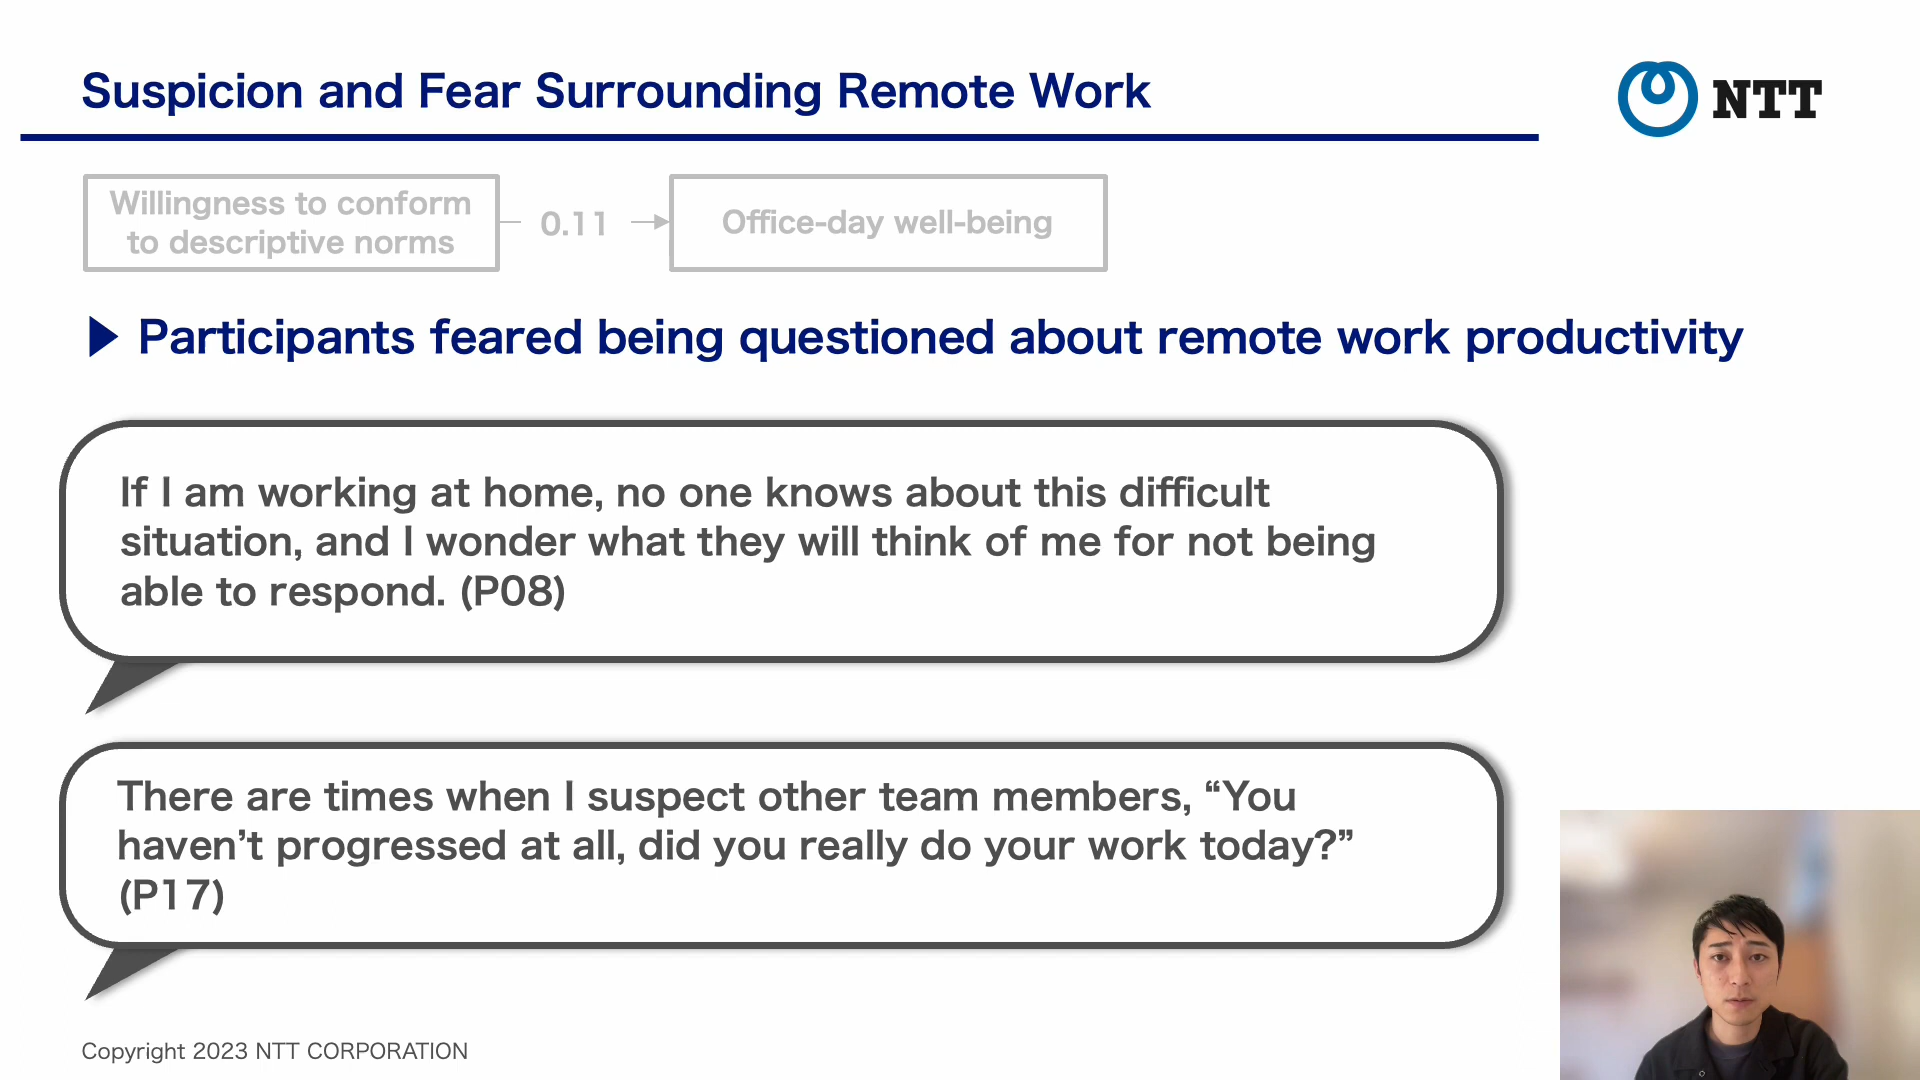 Suspicion and Fear Surrounding Remote Work
NTT
Willingness to conform
to descriptive norms
0.11
Office-day well-being
Participants feared being questioned about remote work productivity
If I am working at home, no one knows about this difficult
situation, and I wonder what they will think of me for not being
able to respond. (P08)
There are times when I suspect other team members, “You
haven’t progressed at all, did you really do your work today?”
(P17)
Copyright 2023 NTT CORPORATION